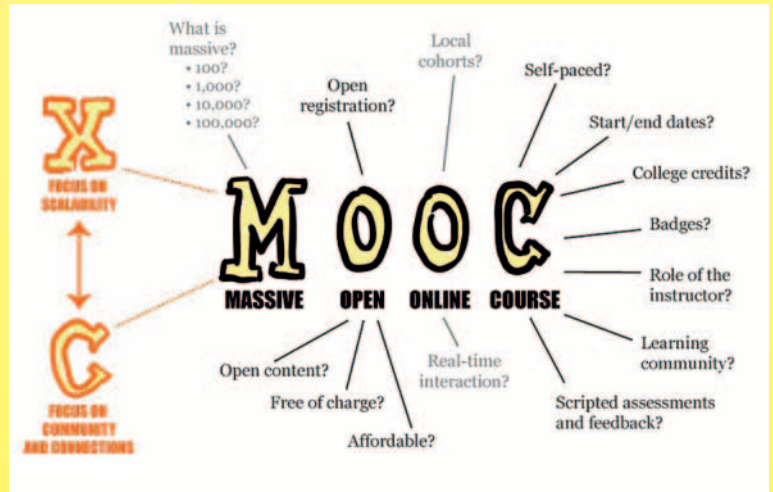 What is
massive?
• 100?
• 1,000?
• 10,000?
• 100,000?
Open
registration?
Local
cohorts?
Self-paced?
Start/end dates?
College credits?
Badges?
Role of the
instructor?
Learning
community?
Scripted assessments
and feedback?
X
FOCUS ON
SCALABILITY
C
FOCUS ON
COMMUNITY
AND CONNECTIONS
MOOC
MASSIVE OPEN ONLINE COURSE
Open content?
Free of charge?
Affordable?
Real-time
interaction?